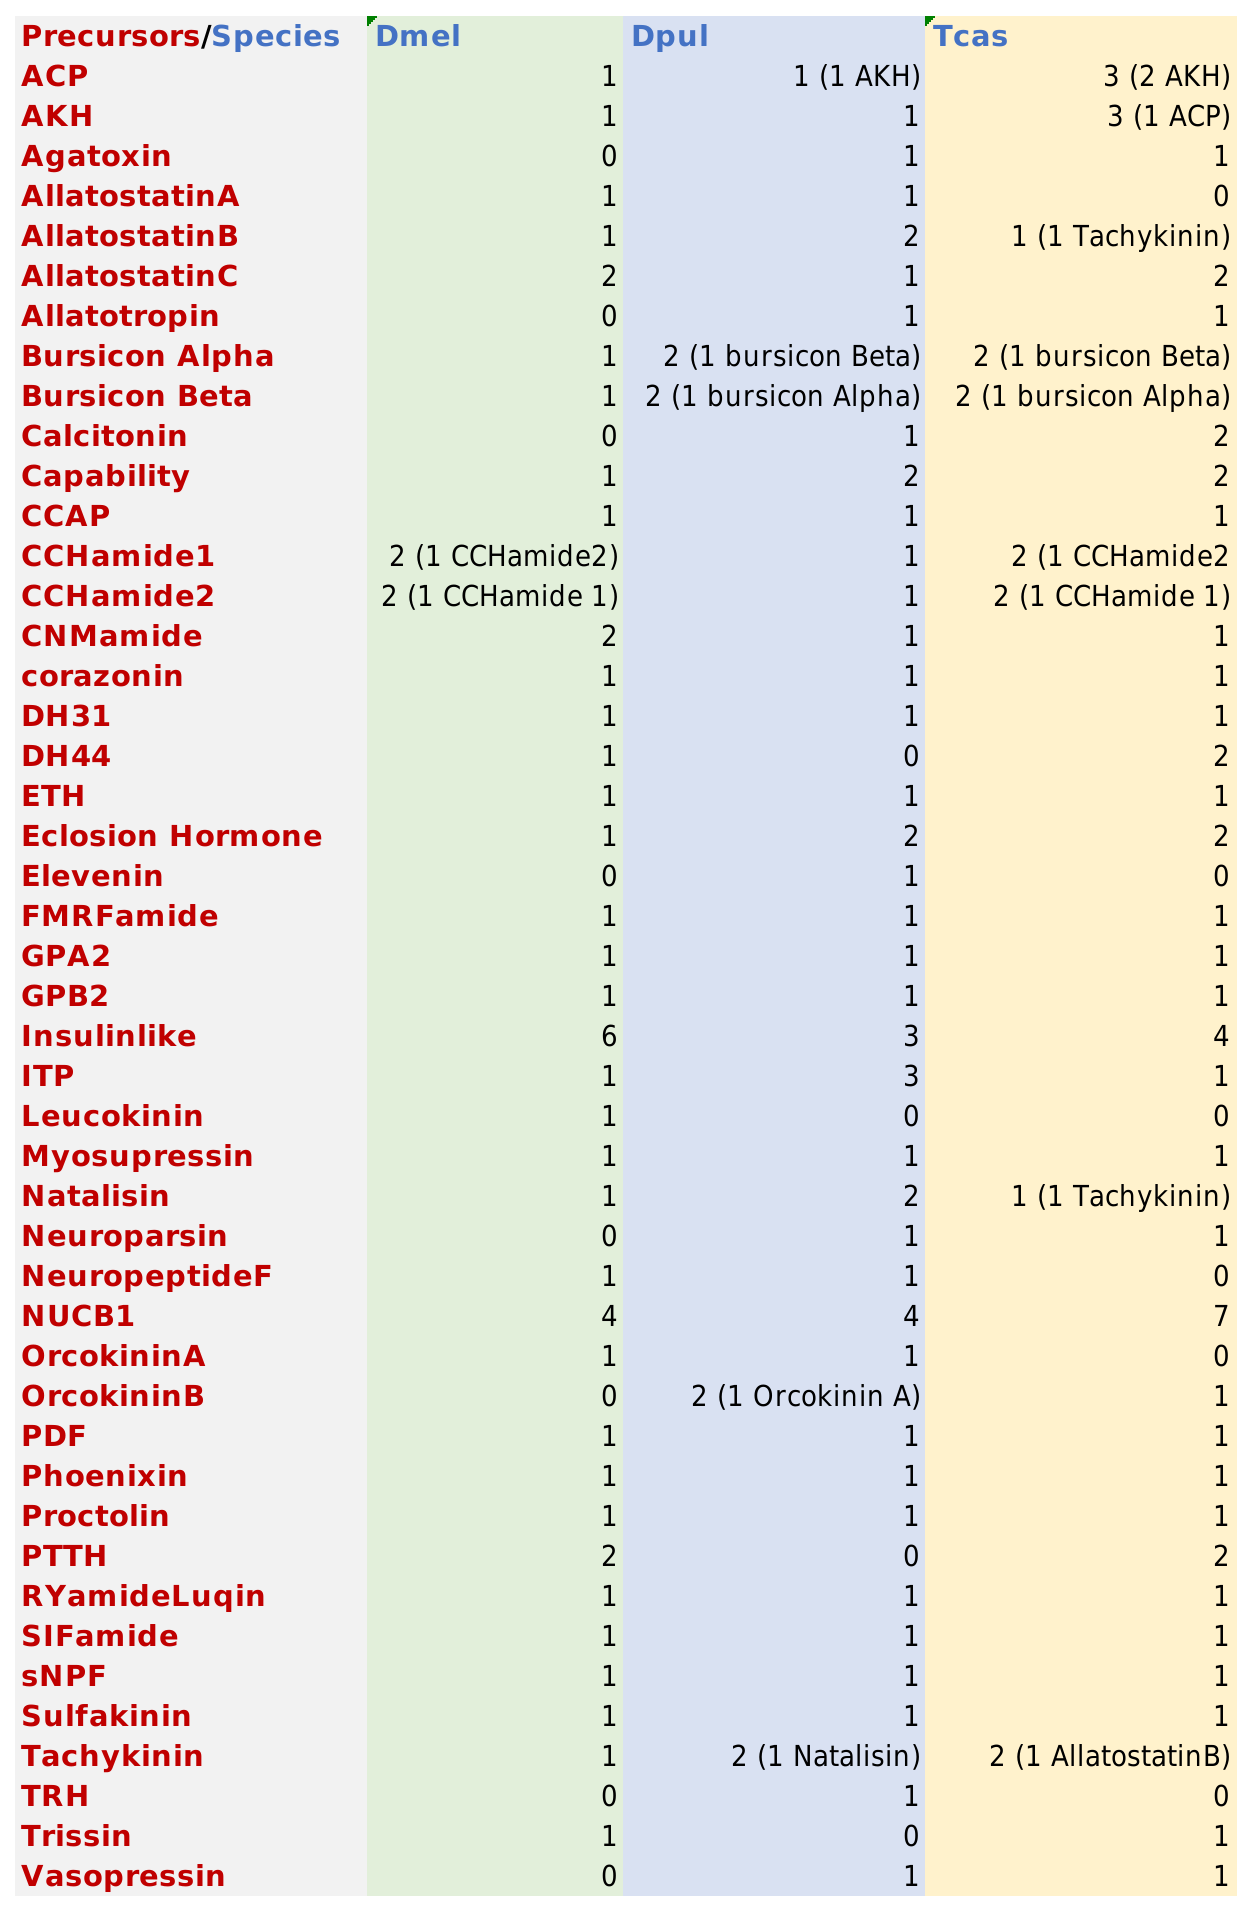 Precursors/Species Dmel Dpul Tcas
ACP 1 1 (1 AKH) 3 (2 AKH)
AKH 1 1 3 (1 ACP)
Agatoxin 0 1 1
AllatostatinA 1 1 0
AllatostatinB 1 2 1 (1 Tachykinin)
AllatostatinC 2 1 2
Allatotropin 0 1 1
Bursicon Alpha 1 2 (1 bursicon Beta) 2 (1 bursicon Beta)
Bursicon Beta 1 2 (1 bursicon Alpha) 2 (1 bursicon Alpha)
Calcitonin 0 1 2
Capability 1 2 2
CCAP 1 1 1
CCHamide1 2 (1 CCHamide2) 1 2 (1 CCHamide2
CCHamide2 2 (1 CCHamide 1) 1 2 (1 CCHamide 1)
CNMamide 2 1 1
corazonin 1 1 1
DH31 1 1 1
DH44 1 0 2
ETH 1 1 1
Eclosion Hormone 1 2 2
Elevenin 0 1 0
FMRFamide 1 1 1
GPA2 1 1 1
GPB2 1 1 1
Insulinlike 6 3 4
ITP 1 3 1
Leucokinin 1 0 0
Myosupressin 1 1 1
Natalisin 1 2 1 (1 Tachykinin)
Neuroparsin 0 1 1
NeuropeptideF 1 1 0
NUCB1 4 4 7
OrcokininA 1 1 0
OrcokininB 0 2 (1 Orcokinin A) 1
PDF 1 1 1
Phoenixin 1 1 1
Proctolin 1 1 1
PTTH 2 0 2
RYamideLuqin 1 1 1
SIFamide 1 1 1
sNPF 1 1 1
Sulfakinin 1 1 1
Tachykinin 1 2 (1 Natalisin) 2 (1 AllatostatinB)
TRH 0 1 0
Trissin 1 0 1
Vasopressin 0 1 1